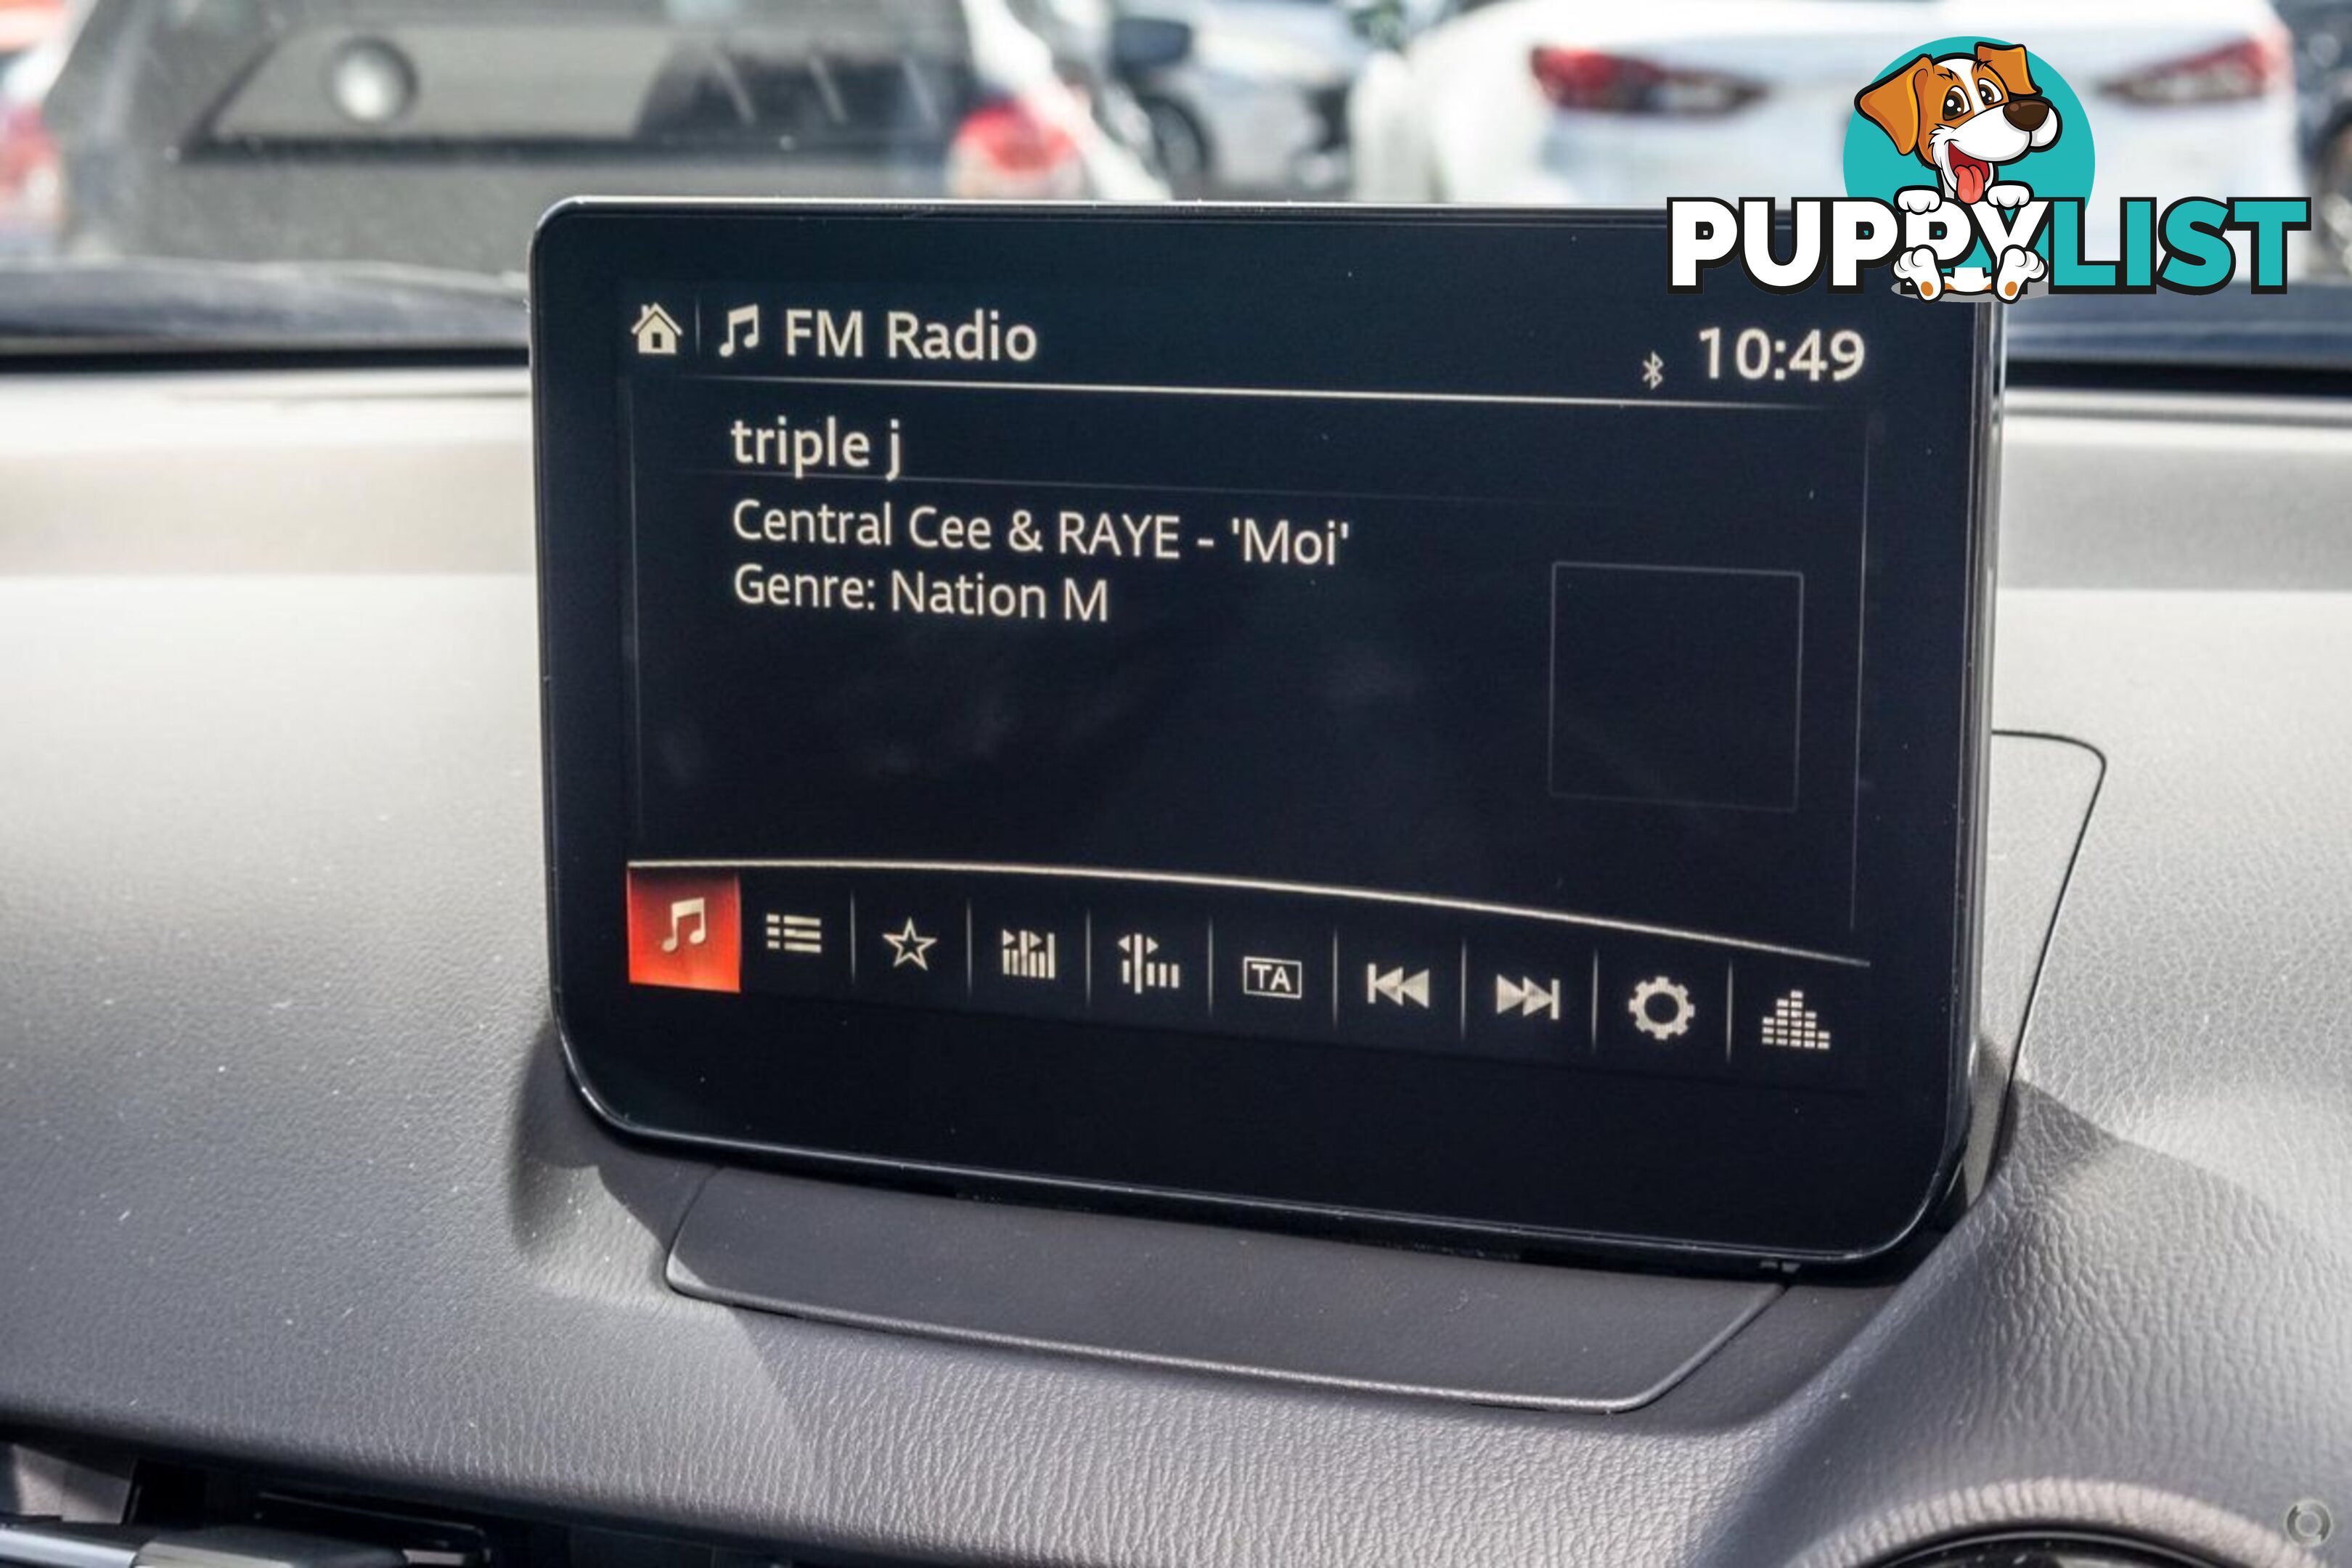 PUPPYLIST
FM Radio
10:49
triple j
Central Cee & RAYE - 'Moi'
Genre: Nation M
TA